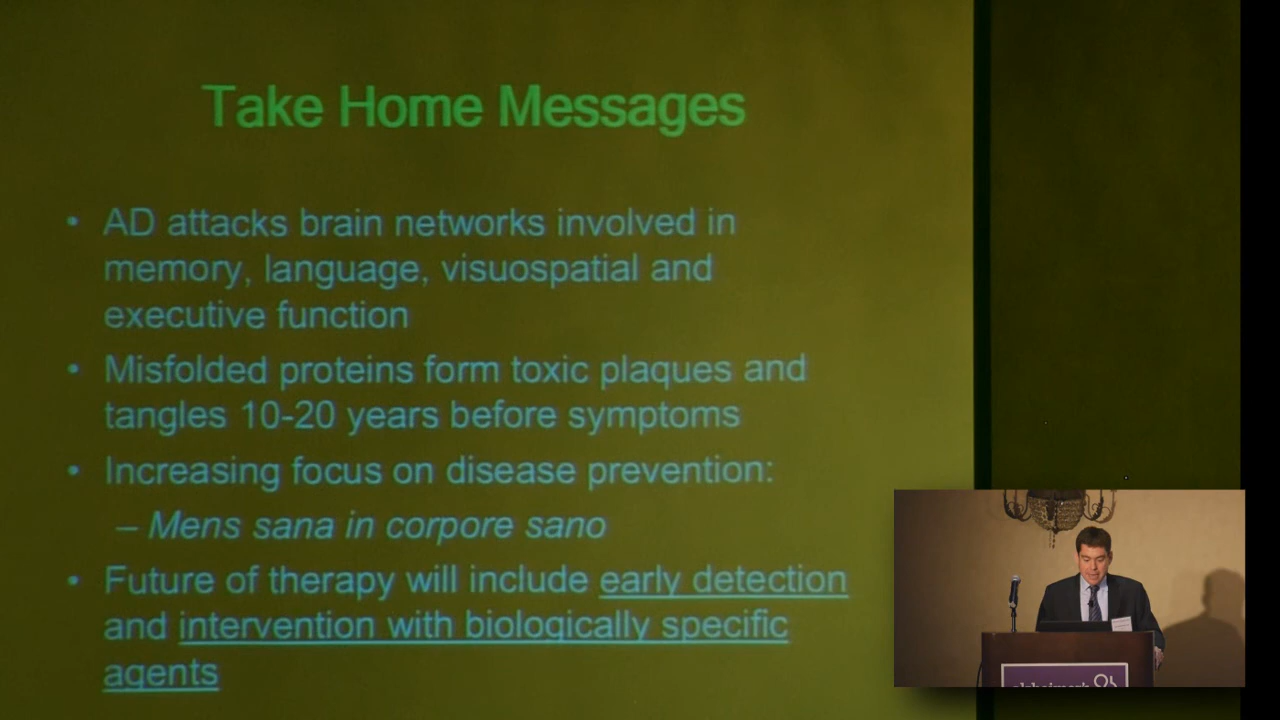 Take Home Messages
• AD attacks brain networks involved in
memory, language, visuospatial and
executive function
• Misfolded proteins form toxic plaques and
tangles 10-20 years before symptoms
• Increasing focus on disease prevention:
– Mens sana in corpore sano
• Future of therapy will include early detection
and intervention with biologically specific
agents